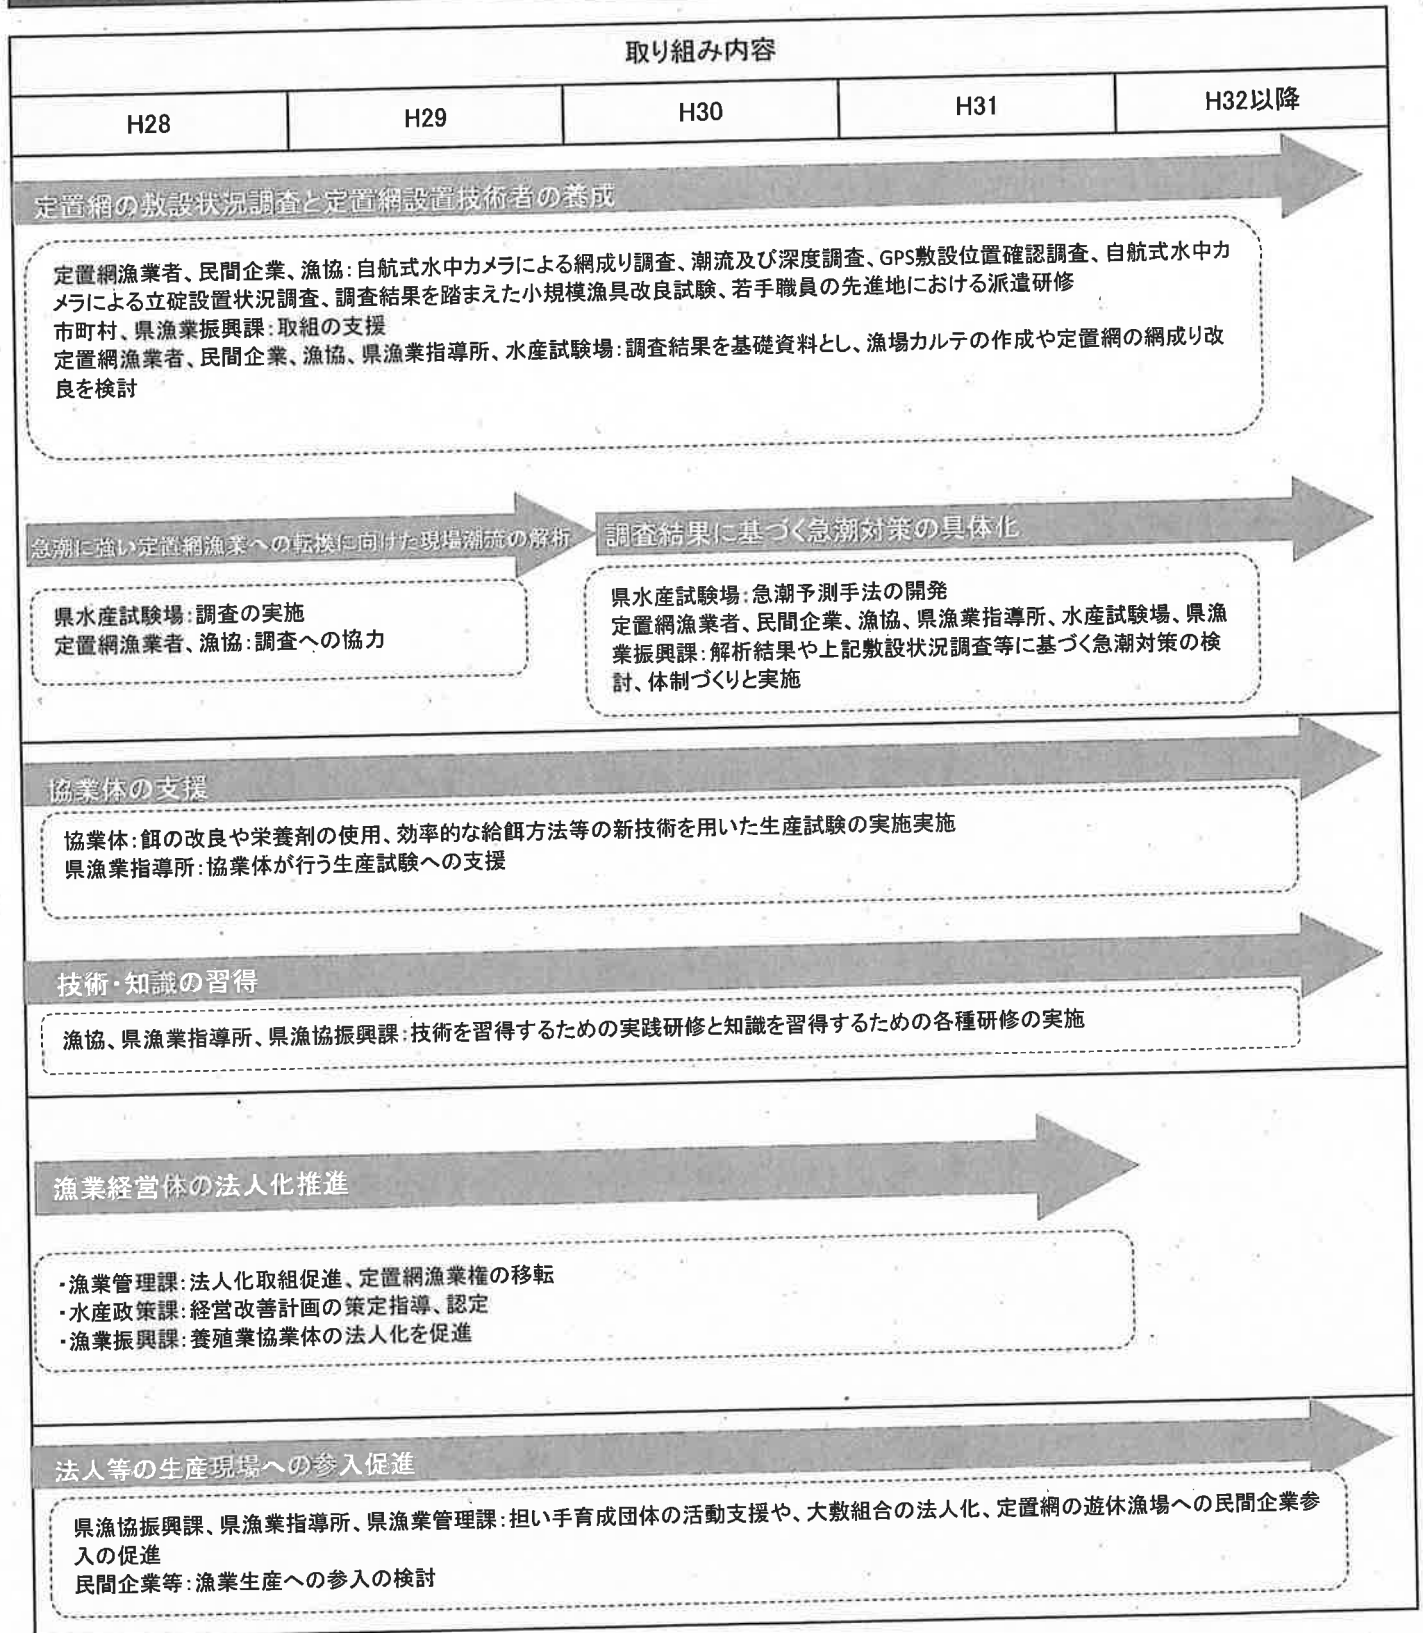 取り組み内容
H28
H29
H30
H31
H32以降
定置網の敷設状況調査と定置網設置技術者の養成
定置網漁業者、民間企業、漁協：自航式水中カメラによる網成り調査、潮流及び深度調査、GPS敷設位置確認調査、自航式水中カ
メラによる立碇設置状況調査、調査結果を踏まえた小規模漁具改良試験、若手職員の先進地における派遣研修
市町村、県漁業振興課：取組の支援
定置網漁業者、民間企業、漁協、県漁業指導所、水産試験場：調査結果を基礎資料とし、漁場カルテの作成や定置網の網成り改
良を検討
急潮に強い定置網漁業への転換に向けた現場潮流の解析
県水産試験場：調査の実施
定置網漁業者、漁協：調査への協力
調査結果に基づく急潮対策の具体化
県水産試験場：急潮予測手法の開発
定置網漁業者、民間企業、漁協、県漁業指導所、水産試験場、県漁
業振興課：解析結果や上記敷設状況調査等に基づく急潮対策の検
討、体制づくりと実施
協業体の支援
協業体：餌の改良や栄養剤の使用、効率的な給餌方法等の新技術を用いた生産試験の実施実施
県漁業指導所：協業体が行う生産試験への支援
技術・知識の習得
漁協、県漁業指導所、県漁協振興課：技術を習得するための実践研修と知識を習得するための各種研修の実施
漁業経営体の法人化推進
・漁業管理課：法人化取組促進、定置網漁業権の移転
・水産政策課：経営改善計画の策定指導、認定
・漁業振興課：養殖業協業体の法人化を促進
法人等の生産現場への参入促進
県漁協振興課、県漁業指導所、県漁業管理課：担い手育成団体の活動支援や、大敷組合の法人化、定置網の遊休漁場への民間企業参
入の促進
民間企業等：漁業生産への参入の検討